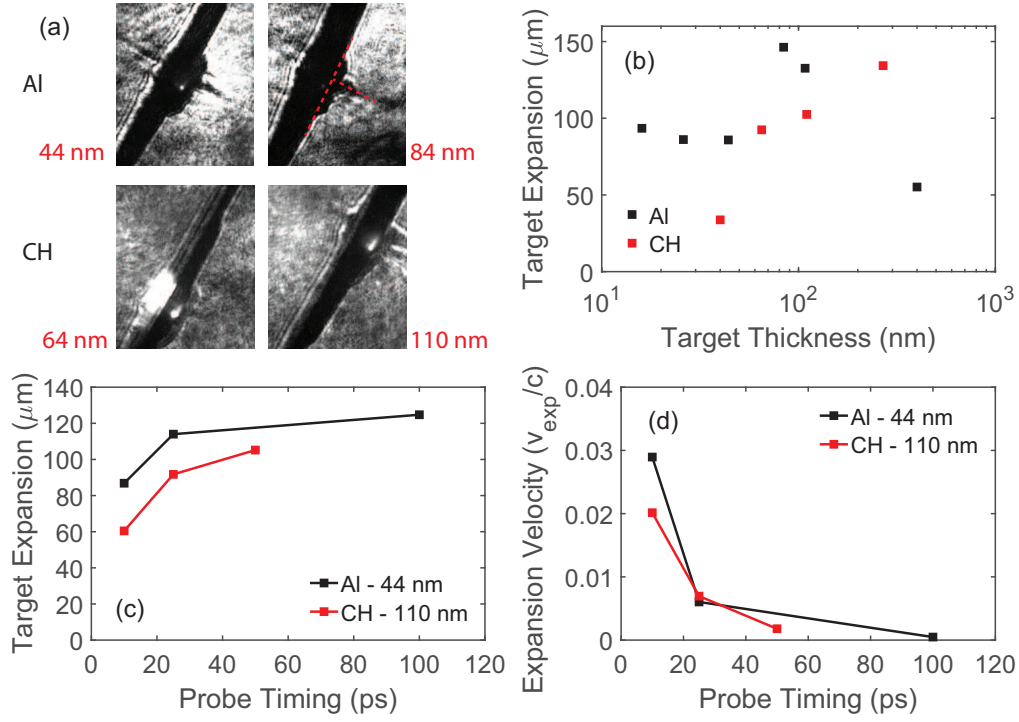 (a)
Al
44 nm
84 nm
CH
64 nm
110 nm
Target Expansion (μm)
150
100
50
0
(b)
Al
CH
10¹
10²
10³
Target Thickness (nm)
Target Expansion (μm)
140
120
100
80
60
40
20
0
(c)
Al - 44 nm
CH - 110 nm
0
20
40
60
80
100
120
Probe Timing (ps)
Expansion Velocity (v_exp/c)
0.04
0.03
0.02
0.01
0
(d)
Al - 44 nm
CH - 110 nm
0
20
40
60
80
100
120
Probe Timing (ps)